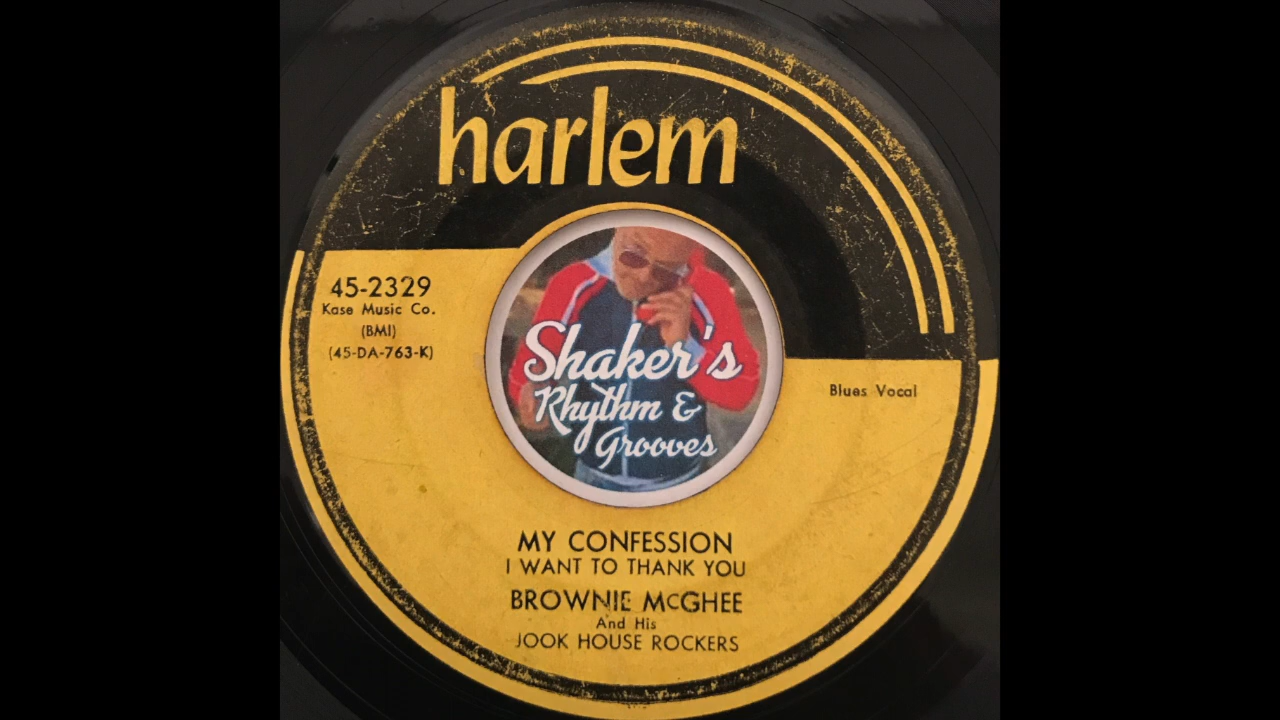 harlem
45-2329
Kase Music Co.
(BMI)
(45-DA-763-K)
Blues Vocal
Shaker's
Rhythm &
Grooves
MY CONFESSION
I WANT TO THANK YOU
BROWNIE McGHEE
And His
JOOK HOUSE ROCKERS